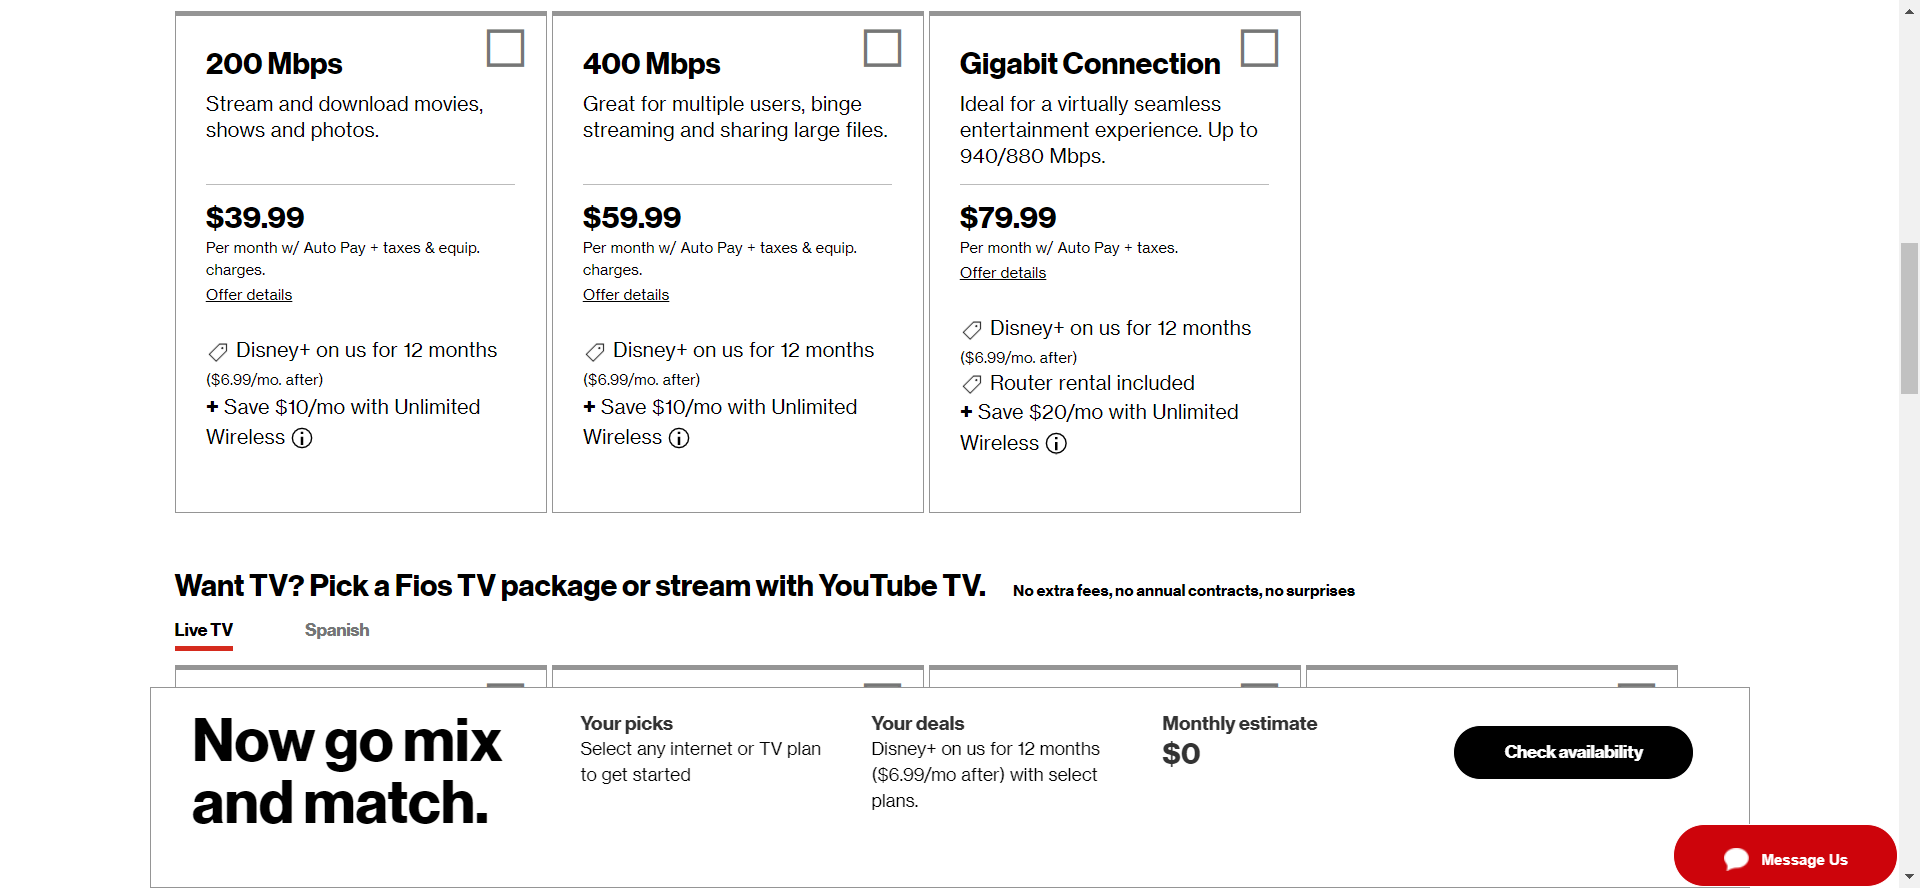 200 Mbps
Stream and download movies,
shows and photos.
$39.99
Per month w/ Auto Pay + taxes & equip.
charges.
Offer details
Disney+ on us for 12 months
($6.99/mo. after)
+ Save $10/mo with Unlimited
Wireless
400 Mbps
Great for multiple users, binge
streaming and sharing large files.
$59.99
Per month w/ Auto Pay + taxes & equip.
charges.
Offer details
Disney+ on us for 12 months
($6.99/mo. after)
+ Save $10/mo with Unlimited
Wireless
Gigabit Connection
Ideal for a virtually seamless
entertainment experience. Up to
940/880 Mbps.
$79.99
Per month w/ Auto Pay + taxes.
Offer details
Disney+ on us for 12 months
($6.99/mo. after)
Router rental included
+ Save $20/mo with Unlimited
Wireless
Want TV? Pick a Fios TV package or stream with YouTube TV. No extra fees, no annual contracts, no surprises
Live TV Spanish
Now go mix
and match.
Your picks
Select any internet or TV plan
to get started
Your deals
Disney+ on us for 12 months
($6.99/mo after) with select
plans.
Monthly estimate
$0
Check availability
Message Us